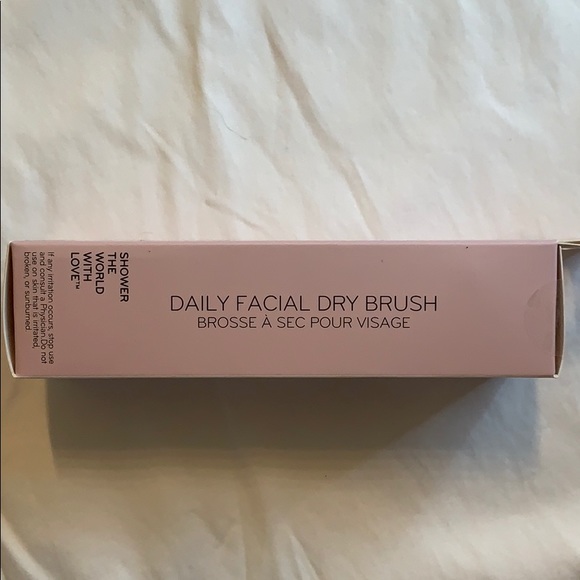 DAILY FACIAL DRY BRUSH
BROSSE À SEC POUR VISAGE
SHOWER
THE
WORLD
WITH
LOVE™
If any irritation occurs, stop use
and consult a Physician.Do not
use on skin that is irritated,
broken, or sunburned